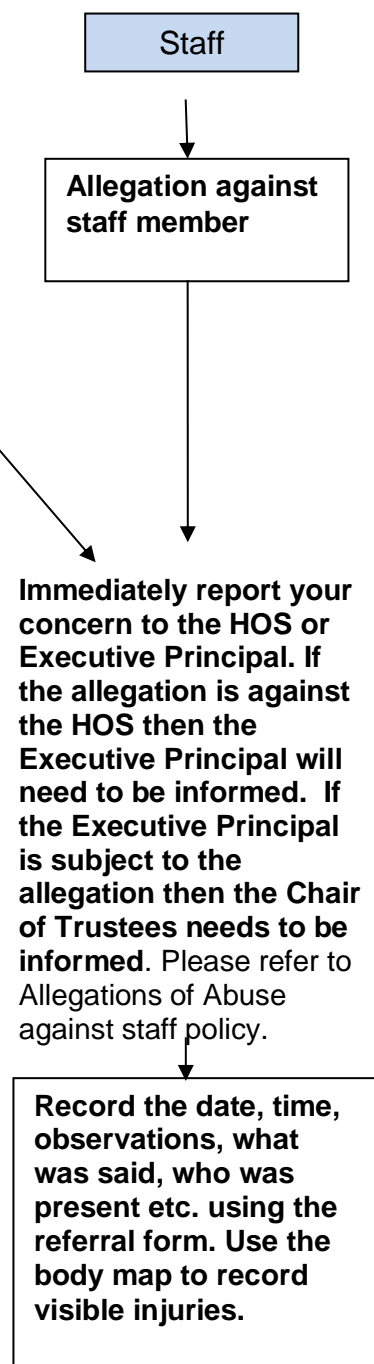 Staff
Allegation against
staff member
Immediately report your
concern to the HOS or
Executive Principal. If
the allegation is against
the HOS then the
Executive Principal will
need to be informed.  If
the Executive Principal
is subject to the
allegation then the Chair
of Trustees needs to be
informed. Please refer to
Allegations of Abuse
against staff policy.
Record the date, time,
observations, what
was said, who was
present etc. using the
referral form. Use the
body map to record
visible injuries.